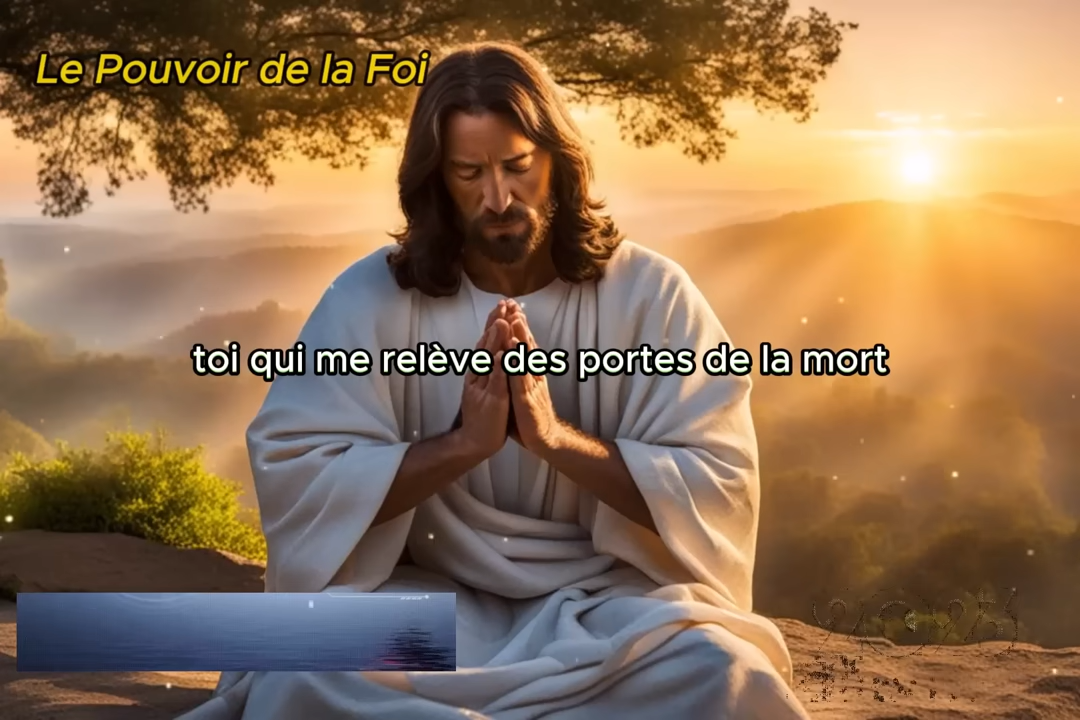 Le Pouvoir de la Foi
toi qui me relève des portes de la mort